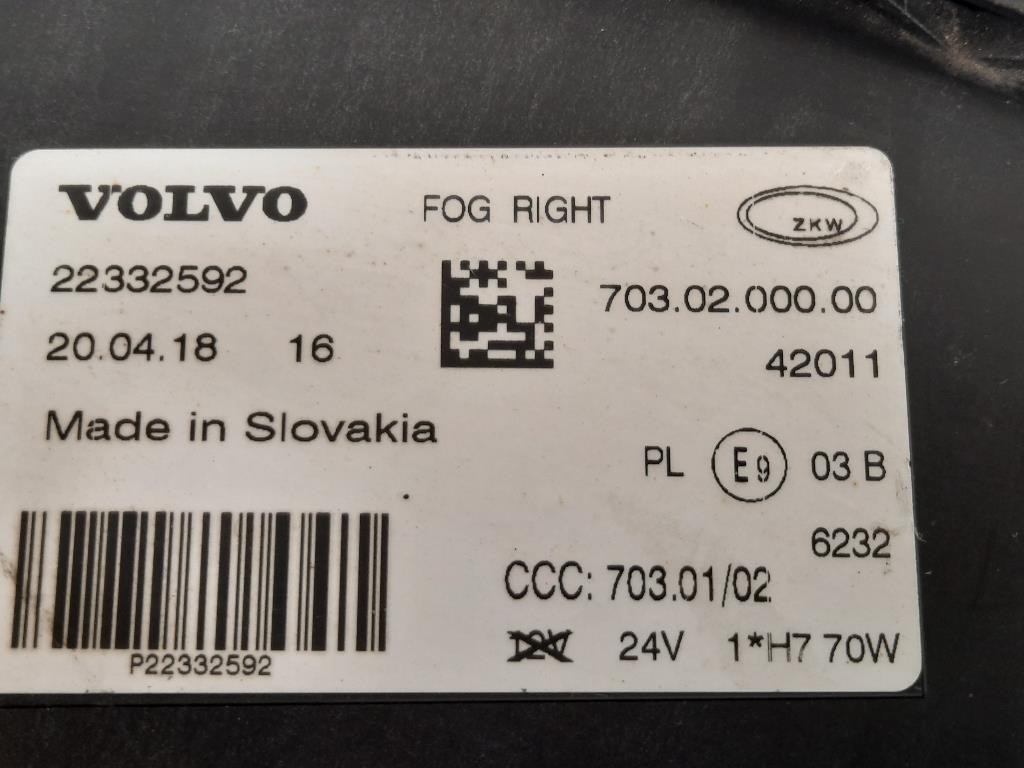 VOLVO FOG RIGHT ZKW
22332592 703.02.000.00
20.04.18 16 42011
Made in Slovakia
PL E9 03 B
6232
CCC: 703.01/02
12V 24V 1*H7 70W
P22332592